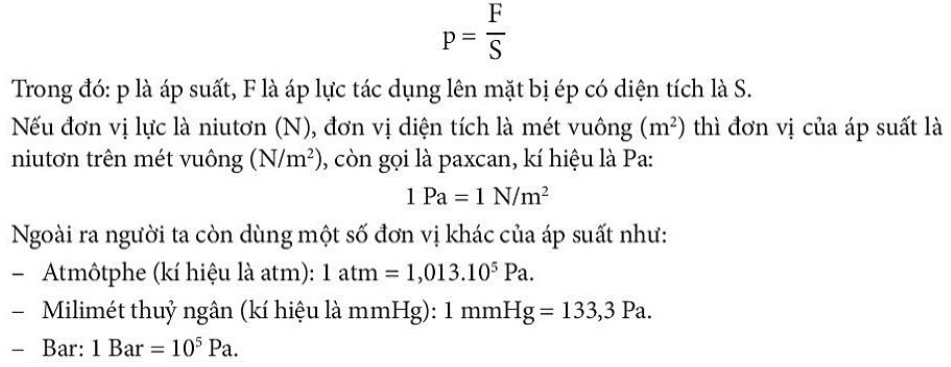 p = F/S
Trong đó: p là áp suất, F là áp lực tác dụng lên mặt bị ép có diện tích là S.
Nếu đơn vị lực là niutơn (N), đơn vị diện tích là mét vuông (m²) thì đơn vị của áp suất là
niutơn trên mét vuông (N/m²), còn gọi là paxcan, kí hiệu là Pa:
1 Pa = 1 N/m²
Ngoài ra người ta còn dùng một số đơn vị khác của áp suất như:
– Atmôtphe (kí hiệu là atm): 1 atm = 1,013.10⁵ Pa.
– Milimét thuỷ ngân (kí hiệu là mmHg): 1 mmHg = 133,3 Pa.
– Bar: 1 Bar = 10⁵ Pa.